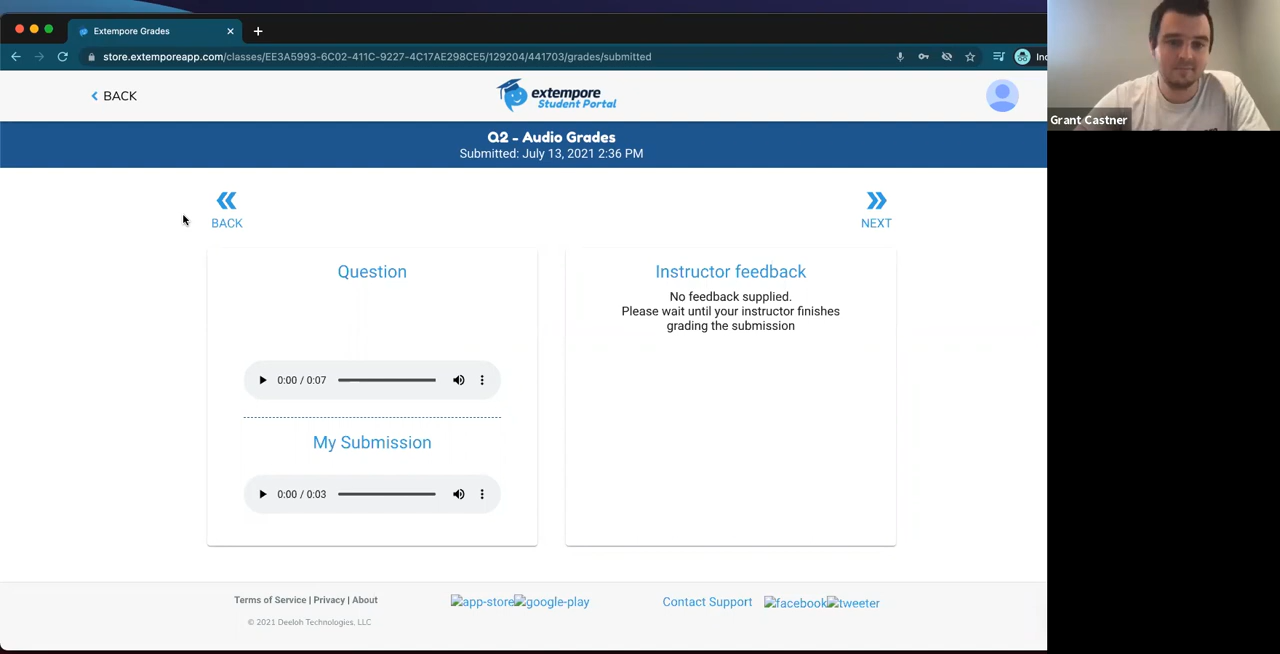 Extempore Grades
store.extemporeapp.com/classes/EE3A5993-6C02-411C-9227-4C17AE298CE5/129204/441703/grades/submitted
Inc
BACK
extempore
Student Portal
Grant Castner
Q2 - Audio Grades
Submitted: July 13, 2021 2:36 PM
BACK
NEXT
Question
0:00 / 0:07
My Submission
0:00 / 0:03
Instructor feedback
No feedback supplied.
Please wait until your instructor finishes
grading the submission
Terms of Service | Privacy | About
© 2021 Deeloh Technologies. LLC
app-store google-play
Contact Support
facebook tweeter